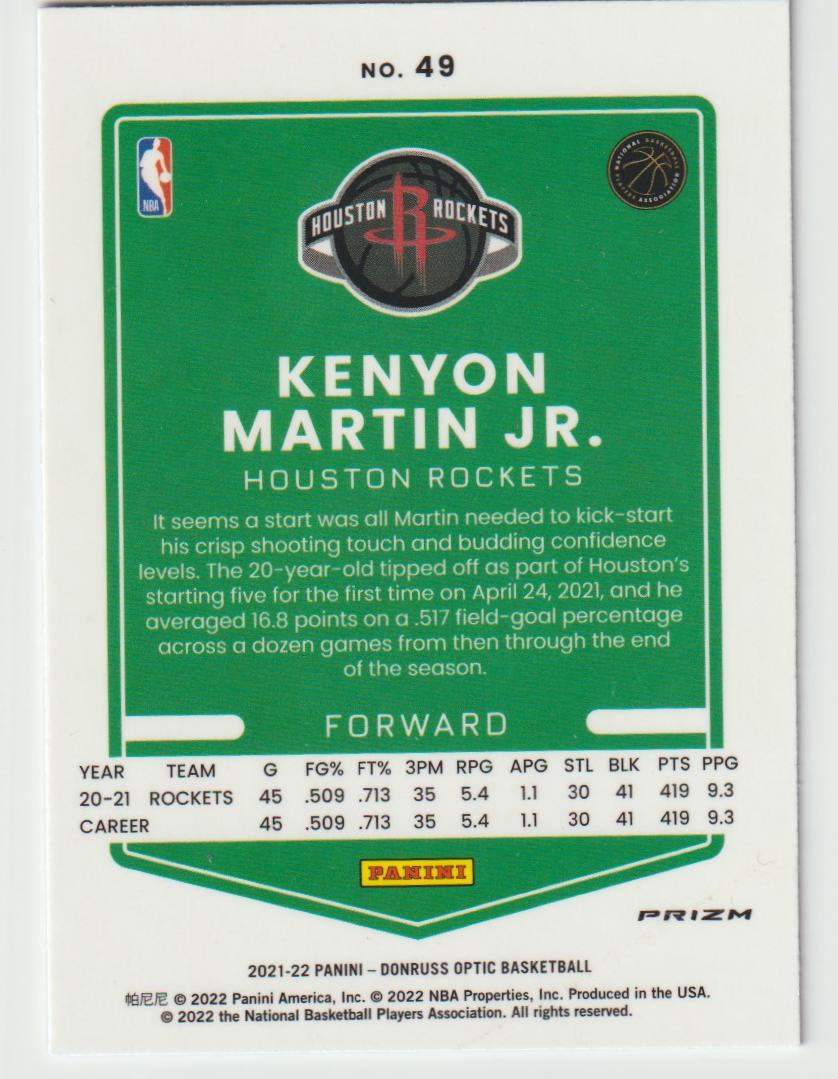 NO. 49
NBA
NATIONAL BASKETBALL PLAYERS ASSOCIATION
HOUSTON ROCKETS
KENYON
MARTIN JR.
HOUSTON ROCKETS
It seems a start was all Martin needed to kick-start
his crisp shooting touch and budding confidence
levels. The 20-year-old tipped off as part of Houston's
starting five for the first time on April 24, 2021, and he
averaged 16.8 points on a .517 field-goal percentage
across a dozen games from then through the end
of the season.
FORWARD
YEAR TEAM G FG% FT% 3PM RPG APG STL BLK PTS PPG
20-21 ROCKETS 45 .509 .713 35 5.4 1.1 30 41 419 9.3
CAREER 45 .509 .713 35 5.4 1.1 30 41 419 9.3
PANINI
PRIZM
2021-22 PANINI – DONRUSS OPTIC BASKETBALL
帕尼尼 © 2022 Panini America, Inc. © 2022 NBA Properties, Inc. Produced in the USA.
© 2022 the National Basketball Players Association. All rights reserved.